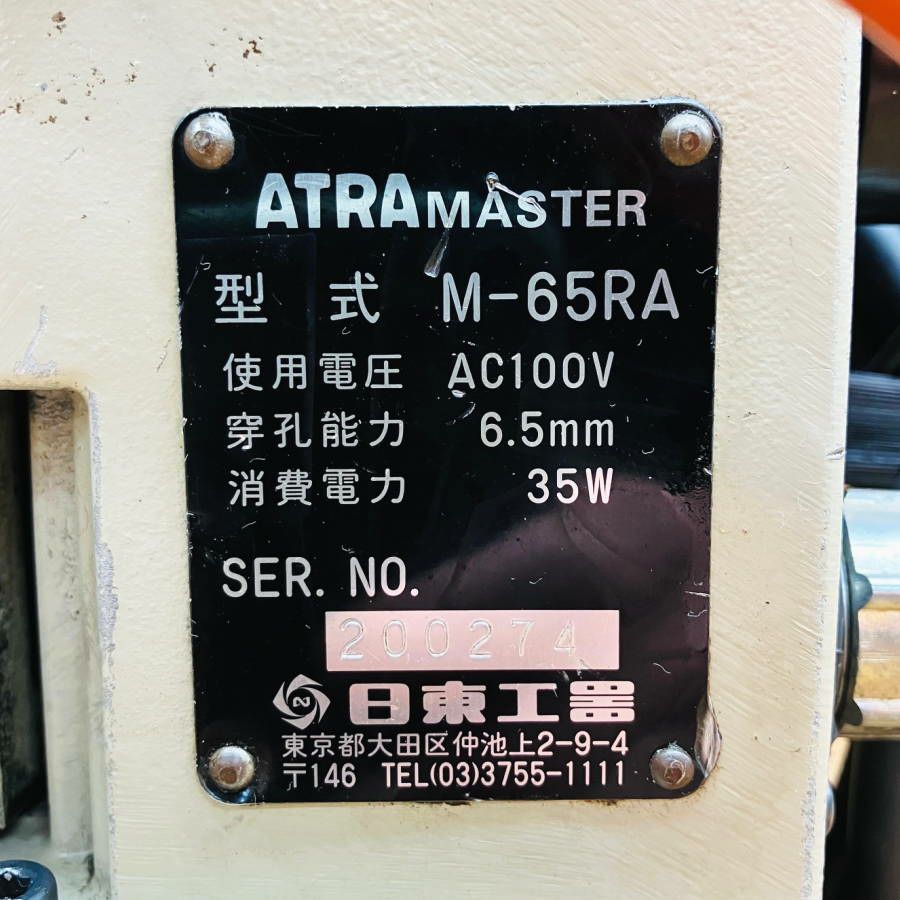 ATRAMASTER
型式 M-65RA
使用電圧 AC100V
穿孔能力 6.5mm
消費電力 35W
SER. NO.
200274
日東工器
東京都大田区仲池上2-9-4
〒146 TEL(03)3755-1111